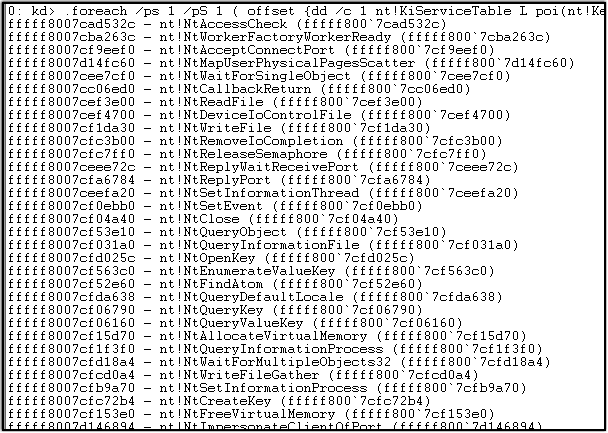 0: kd> foreach /ps 1 /pS 1 ( offset {dd /c 1 nt!KiServiceTable L poi(nt!Ke
fffff8007cad532c - nt!NtAccessCheck (fffff800`7cad532c)
fffff8007cba263c - nt!NtWorkerFactoryWorkerReady (fffff800`7cba263c)
fffff8007cf9eef0 - nt!NtAcceptConnectPort (fffff800`7cf9eef0)
fffff8007d14fc60 - nt!NtMapUserPhysicalPagesScatter (fffff800`7d14fc60)
fffff8007cee7cf0 - nt!NtWaitForSingleObject (fffff800`7cee7cf0)
fffff8007cc06ed0 - nt!NtCallbackReturn (fffff800`7cc06ed0)
fffff8007cef3e00 - nt!NtReadFile (fffff800`7cef3e00)
fffff8007cef4700 - nt!NtDeviceIoControlFile (fffff800`7cef4700)
fffff8007cf1da30 - nt!NtWriteFile (fffff800`7cf1da30)
fffff8007cfc3b00 - nt!NtRemoveIoCompletion (fffff800`7cfc3b00)
fffff8007cfc7ff0 - nt!NtReleaseSemaphore (fffff800`7cfc7ff0)
fffff8007ceee72c - nt!NtReplyWaitReceivePort (fffff800`7ceee72c)
fffff8007cfa6784 - nt!NtReplyPort (fffff800`7cfa6784)
fffff8007ceefa20 - nt!NtSetInformationThread (fffff800`7ceefa20)
fffff8007cf0ebb0 - nt!NtSetEvent (fffff800`7cf0ebb0)
fffff8007cf04a40 - nt!NtClose (fffff800`7cf04a40)
fffff8007cf53e10 - nt!NtQueryObject (fffff800`7cf53e10)
fffff8007cf031a0 - nt!NtQueryInformationFile (fffff800`7cf031a0)
fffff8007cfd025c - nt!NtOpenKey (fffff800`7cfd025c)
fffff8007cf563c0 - nt!NtEnumerateValueKey (fffff800`7cf563c0)
fffff8007cf52e60 - nt!NtFindAtom (fffff800`7cf52e60)
fffff8007cfda638 - nt!NtQueryDefaultLocale (fffff800`7cfda638)
fffff8007cf06790 - nt!NtQueryKey (fffff800`7cf06790)
fffff8007cf06160 - nt!NtQueryValueKey (fffff800`7cf06160)
fffff8007cf15d70 - nt!NtAllocateVirtualMemory (fffff800`7cf15d70)
fffff8007cf1f3f0 - nt!NtQueryInformationProcess (fffff800`7cf1f3f0)
fffff8007cfd18a4 - nt!NtWaitForMultipleObjects32 (fffff800`7cfd18a4)
fffff8007cfcd0a4 - nt!NtWriteFileGather (fffff800`7cfcd0a4)
fffff8007cfb9a70 - nt!NtSetInformationProcess (fffff800`7cfb9a70)
fffff8007cfc72b4 - nt!NtCreateKey (fffff800`7cfc72b4)
fffff8007cf153e0 - nt!NtFreeVirtualMemory (fffff800`7cf153e0)
fffff8007d146894 - nt!NtImpersonateClientOfPort (fffff800`7d146894)